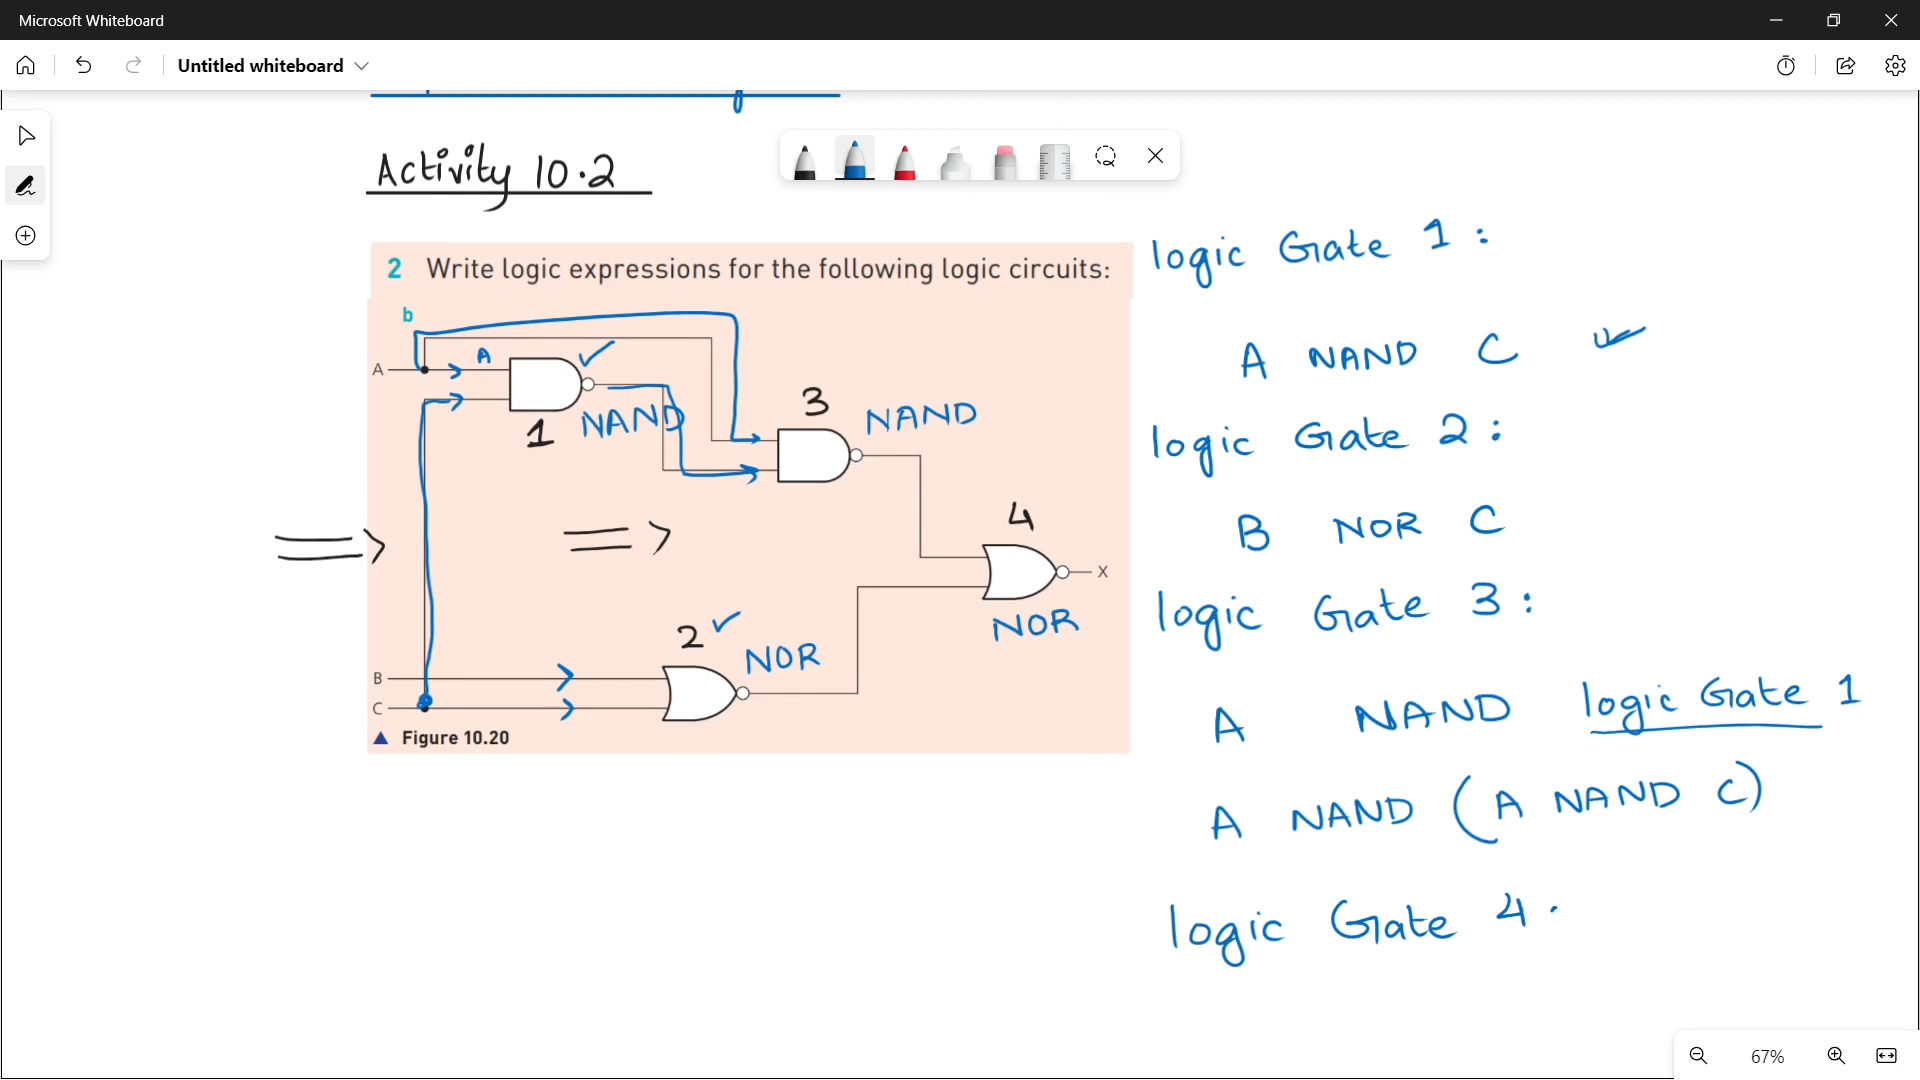 Microsoft Whiteboard
Untitled whiteboard
Activity 10.2
2 Write logic expressions for the following logic circuits:
b
A
A
1
NAND
3
NAND
4
X
NOR
2
NOR
B
C
Figure 10.20
logic Gate 1 :
A NAND C
logic Gate 2 :
B NOR C
logic Gate 3 :
A NAND logic Gate 1
A NAND (A NAND C)
logic Gate 4 .
67%